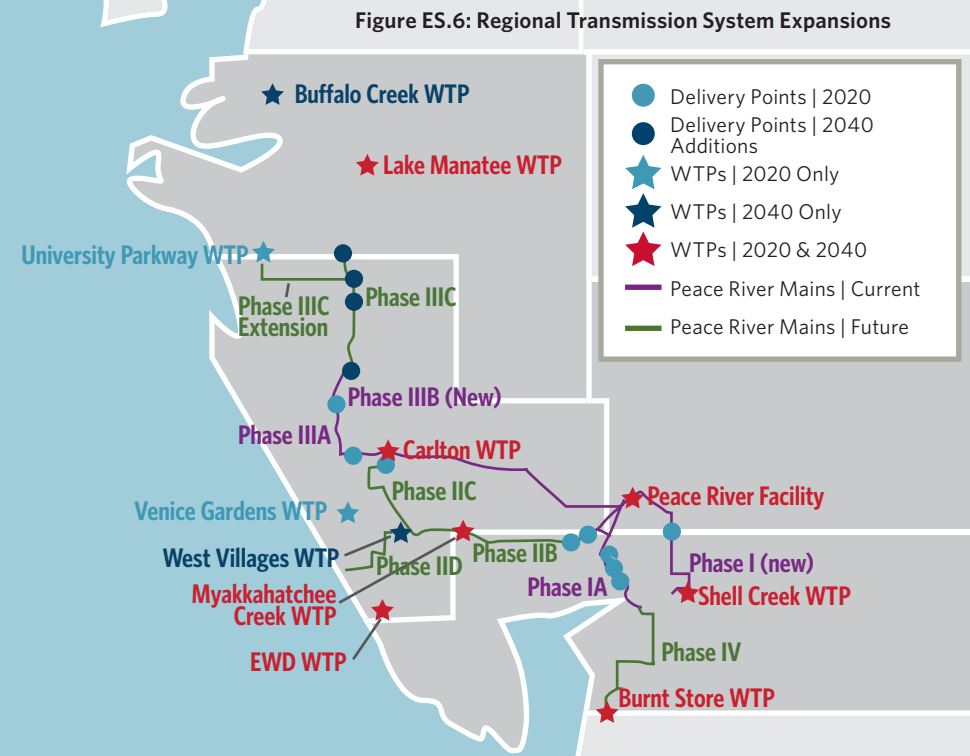 Figure ES.6: Regional Transmission System Expansions
Delivery Points | 2020
Delivery Points | 2040
Additions
WTPs | 2020 Only
WTPs | 2040 Only
WTPs | 2020 & 2040
Peace River Mains | Current
Peace River Mains | Future
Buffalo Creek WTP
Lake Manatee WTP
University Parkway WTP
Phase IIIC
Extension
Phase IIIC
Phase IIIB (New)
Phase IIIA
Carlton WTP
Phase IIC
Peace River Facility
Venice Gardens WTP
West Villages WTP
Phase IID
Phase IIB
Phase I (new)
Phase IA
Myakkahatchee
Creek WTP
Shell Creek WTP
EWD WTP
Phase IV
Burnt Store WTP